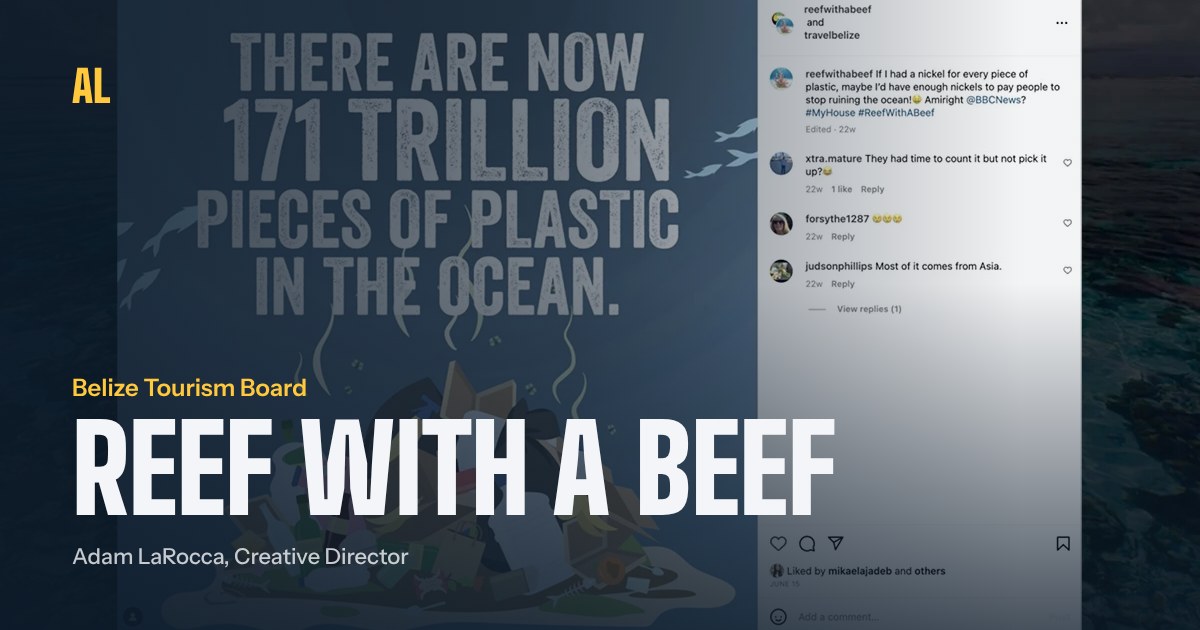 AL
THERE ARE NOW
171 TRILLION
PIECES OF PLASTIC
IN THE OCEAN.
Belize Tourism Board
REEF WITH A BEEF
Adam LaRocca, Creative Director
reefwithabeef
and
travelbelize
reefwithabeef If I had a nickel for every piece of
plastic, maybe I'd have enough nickels to pay people to
stop ruining the ocean!😅 Amiright @BBCNews?
#MyHouse #ReefWithABeef
Edited · 22w
xtra.mature They had time to count it but not pick it
up?😂
22w 1 like Reply
forsythe1287 😢😢😢
22w Reply
judsonphillips Most of it comes from Asia.
22w Reply
View replies (1)
Liked by mikaelajadeb and others
JUNE 15
Add a comment...